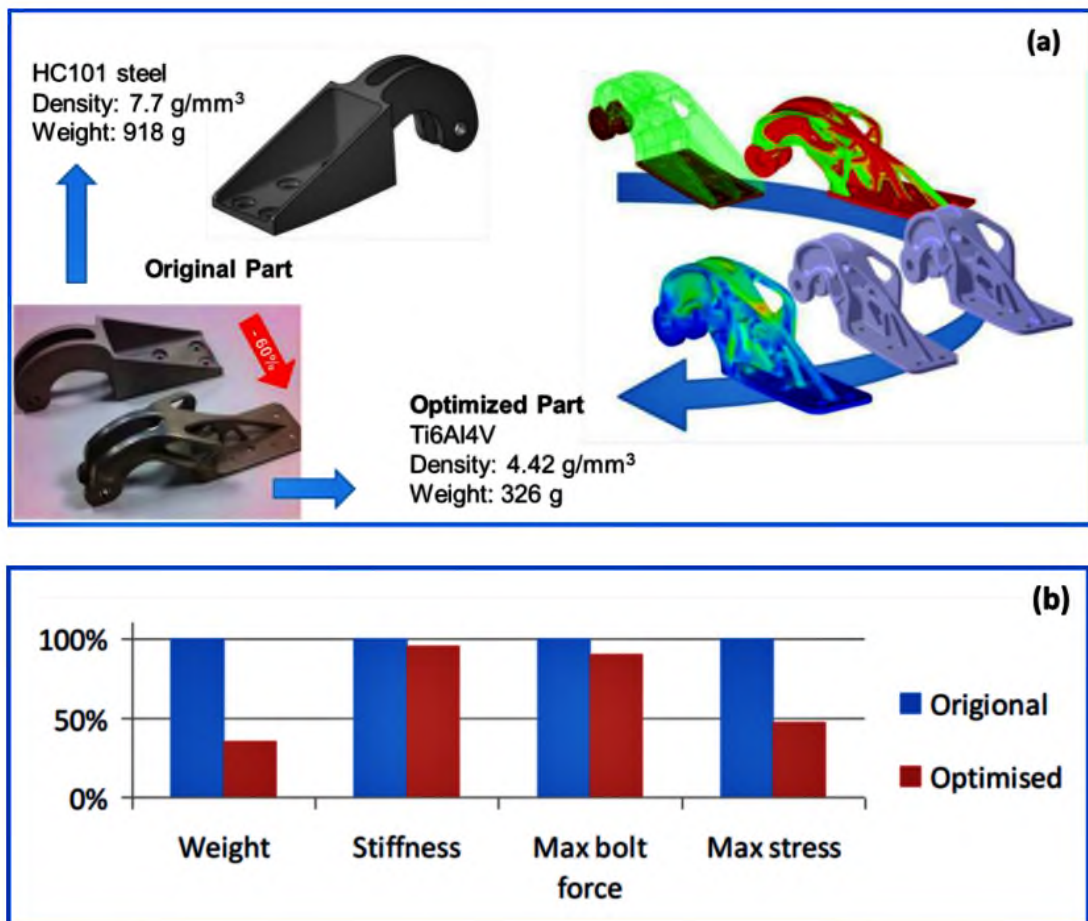 (a)
HC101 steel
Density: 7.7 g/mm³
Weight: 918 g
Original Part
- 60%
Optimized Part
Ti6Al4V
Density: 4.42 g/mm³
Weight: 326 g
(b)
100%
50%
0%
Weight
Stiffness
Max bolt
force
Max stress
Origional
Optimised